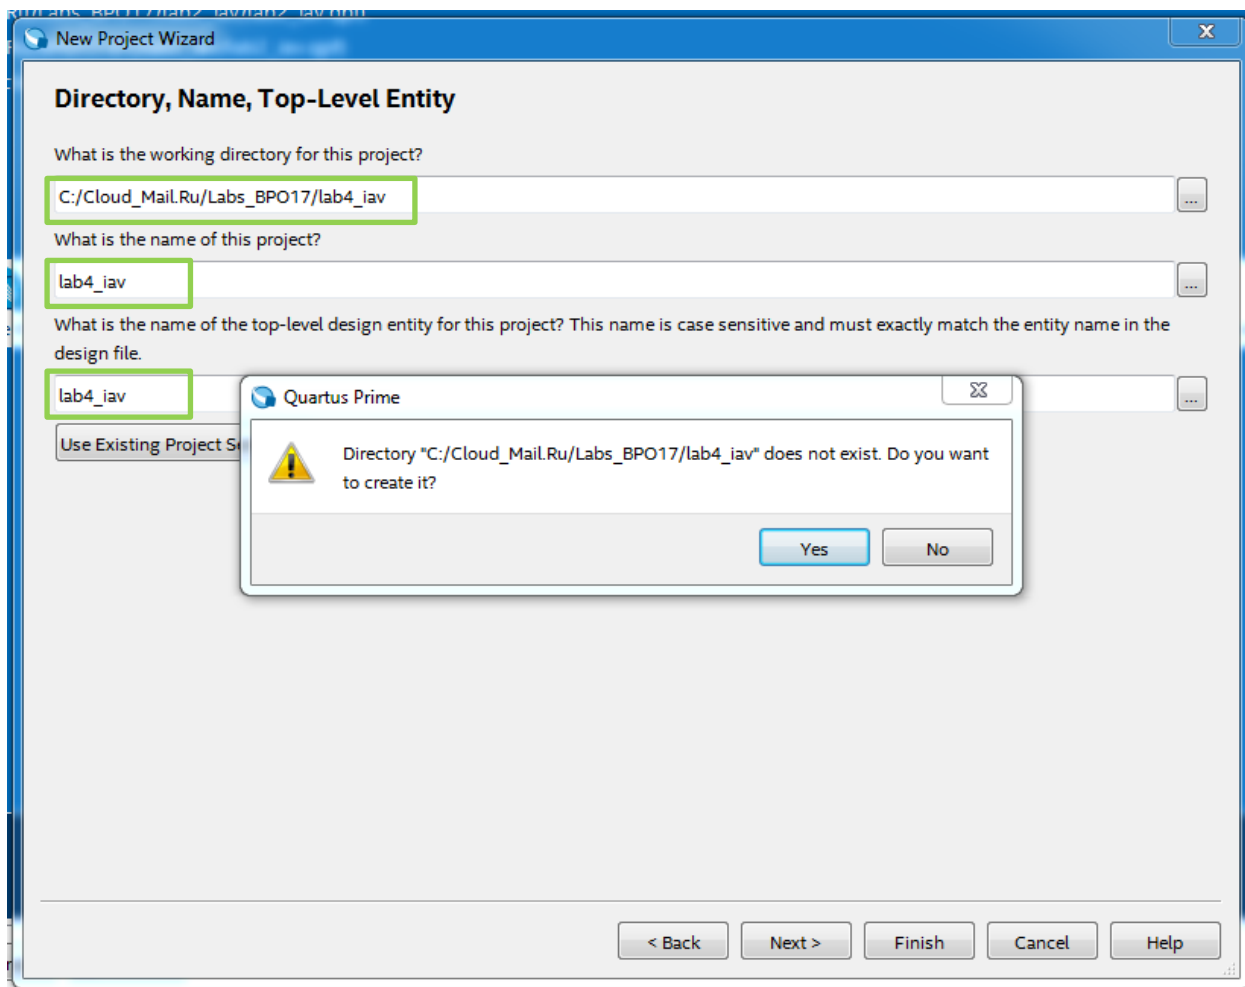 New Project Wizard
Directory, Name, Top-Level Entity
What is the working directory for this project?
C:/Cloud_Mail.Ru/Labs_BPO17/lab4_iav
...
What is the name of this project?
lab4_iav
...
What is the name of the top-level design entity for this project? This name is case sensitive and must exactly match the entity name in the
design file.
lab4_iav
...
Use Existing Project
Quartus Prime
Directory "C:/Cloud_Mail.Ru/Labs_BPO17/lab4_iav" does not exist. Do you want
to create it?
Yes
No
< Back
Next >
Finish
Cancel
Help